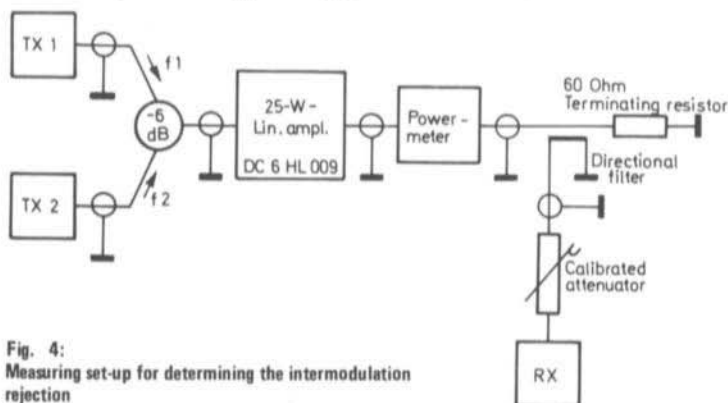 TX 1
f1
-6
dB
TX 2
f2
25-W-
Lin. ampl.
DC 6 HL 009
Power-
meter
60 Ohm
Terminating resistor
Directional
filter
Calibrated
attenuator
RX
Fig. 4:
Measuring set-up for determining the intermodulation
rejection